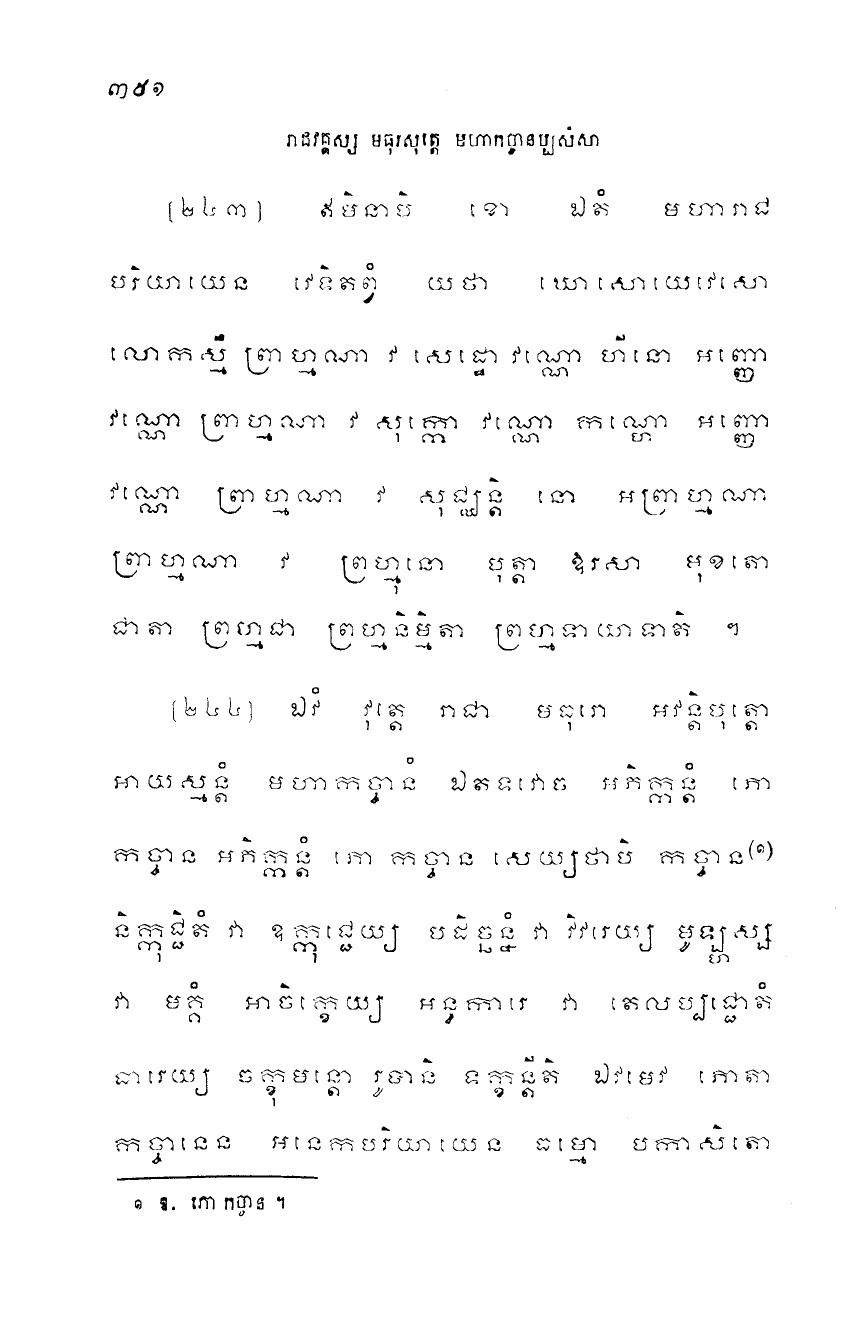 ៣៥១
រាជវគ្គស្ស មធុរសុត្តេ មហាកច្ចានប្បសំសា
[២៤៣] ឥមិនាបិ ខោ ឯតំ មហារាជ
បរិយាយេន វេទិតព្វំ យថា ឃោសោយេវេសោ
លោកស្មឹ ព្រាហ្មណា វ សេដ្ឋោ វណ្ណោ ហីនោ អញ្ញោ
វណ្ណោ ព្រាហ្មណា វ សុក្កោ វណ្ណោ កណ្ហោ អញ្ញោ
វណ្ណោ ព្រាហ្មណា វ សុជ្ឈន្តិ នោ អព្រាហ្មណា
ព្រាហ្មណា វ ព្រហ្មុនោ បុត្តា ឱរសា មុខតោ
ជាតា ព្រហ្មជា ព្រហ្មនិម្មិតា ព្រហ្មទាយាទាតិ ។
[២៤៤] ឯវំ វុត្តេ រាជា មធុរោ អវន្តិបុត្តោ
អាយស្មន្តំ មហាកច្ចានំ ឯតទវោច អភិក្កន្តំ ភោ
កច្ចាន អភិក្កន្តំ ភោ កច្ចាន សេយ្យថាបិ កច្ចាន(១)
និក្កុជ្ជិតំ វា ឧក្កុជ្ជេយ្យ បដិច្ឆន្នំ វា វិវរេយ្យ មូឡ្ហស្ស
វា មគ្គំ អាចិក្ខេយ្យ អន្ធការេ វា តេលប្បជ្ជោតំ
ធារេយ្យ ចក្ខុមន្តោ រូបានិ ទក្ខន្តីតិ ឯវមេវ ភោតា
កច្ចានេន អនេកបរិយាយេន ធម្មោ បកាសិតោ
១ ឱ. ភោ កច្ចាន ។